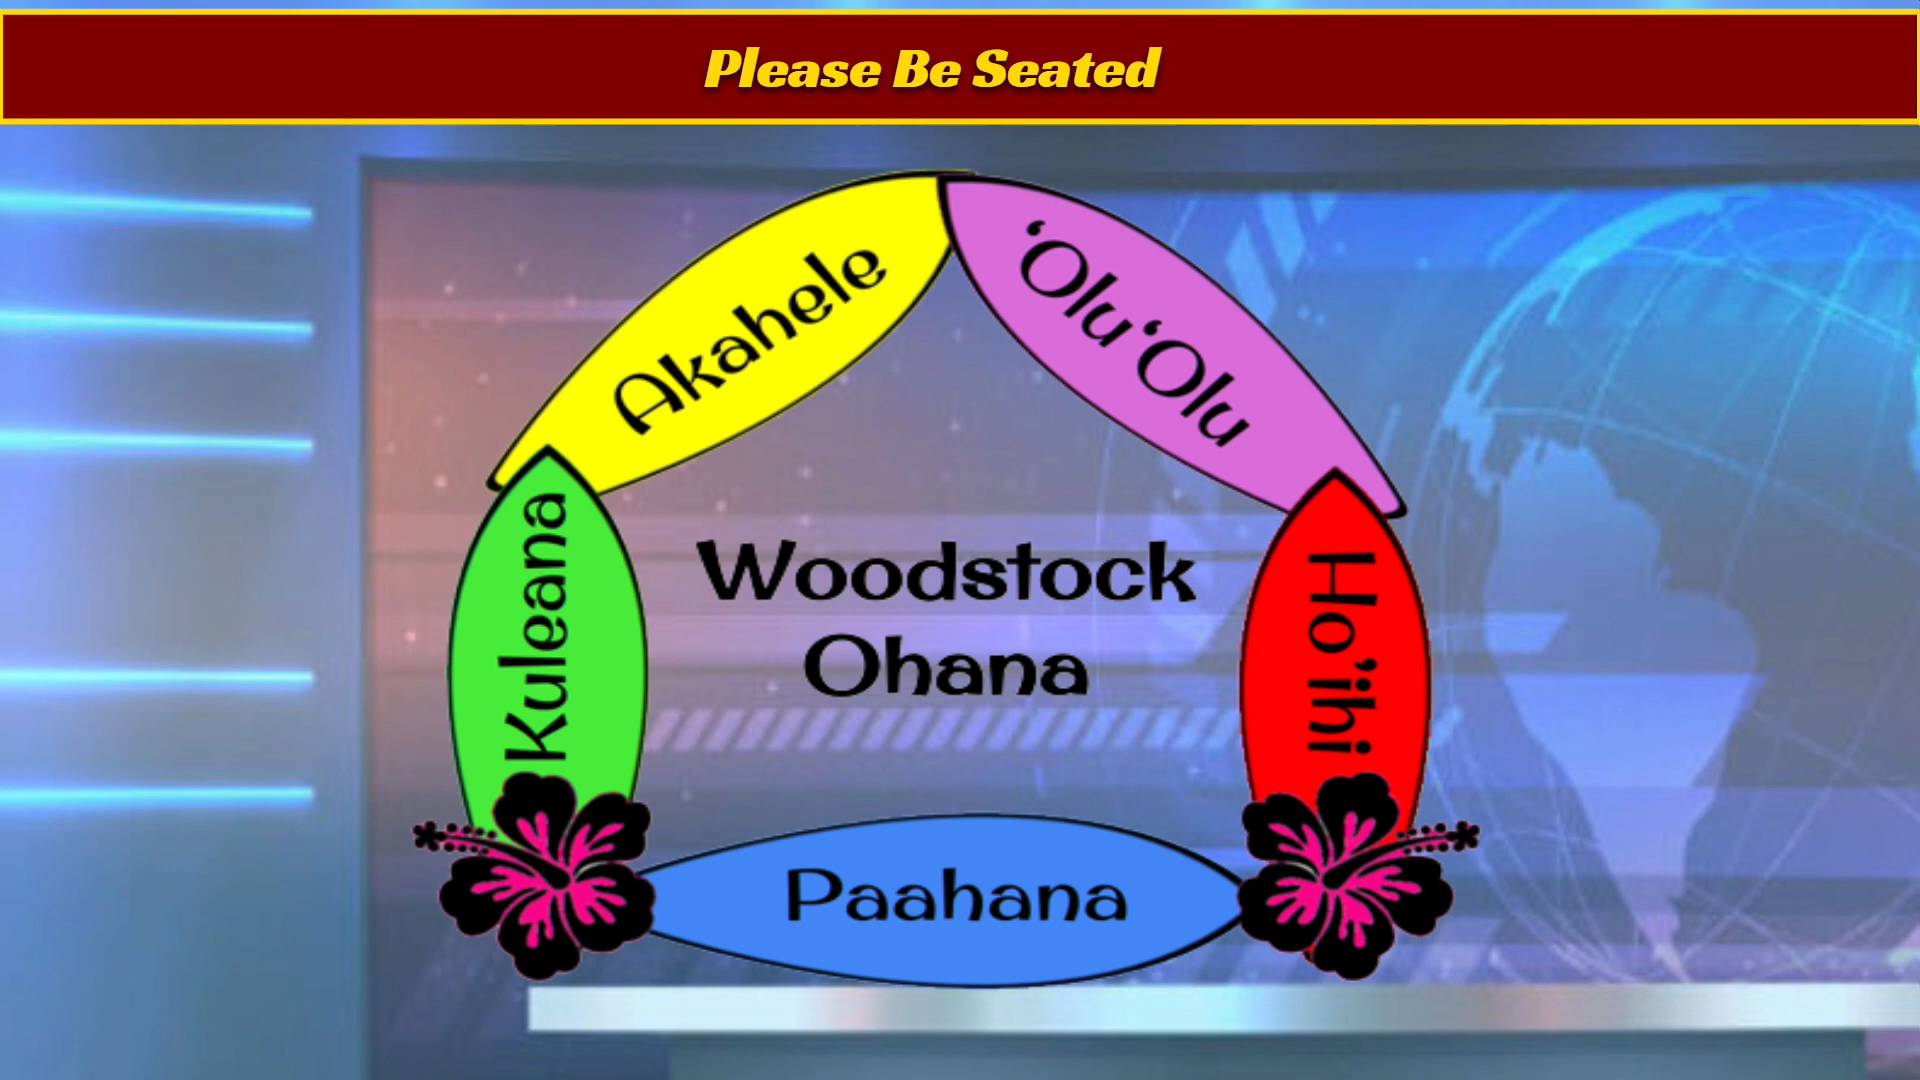 Please Be Seated
Akahele
ʻOluʻOlu
Kuleana
Woodstock
Ohana
Ho'ihi
Paahana